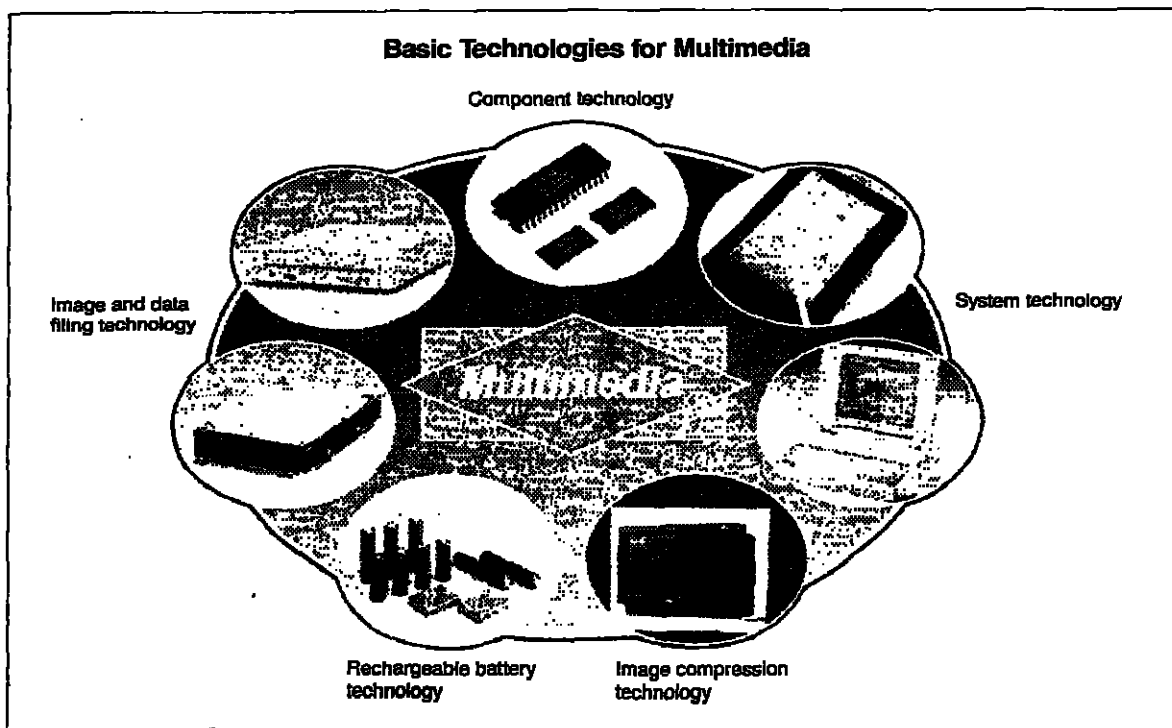 Basic Technologies for Multimedia
Component technology
Image and data
filing technology
System technology
Multimedia
Rechargeable battery
technology
Image compression
technology